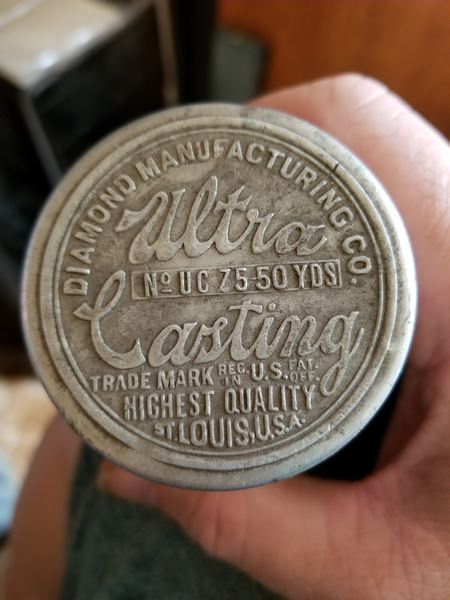 DIAMOND MANUFACTURING CO.
Ultra
No UC 75-50 YDS
Casting
TRADE MARK REG. IN U.S. PAT. OFF.
HIGHEST QUALITY
ST LOUIS, U.S.A.